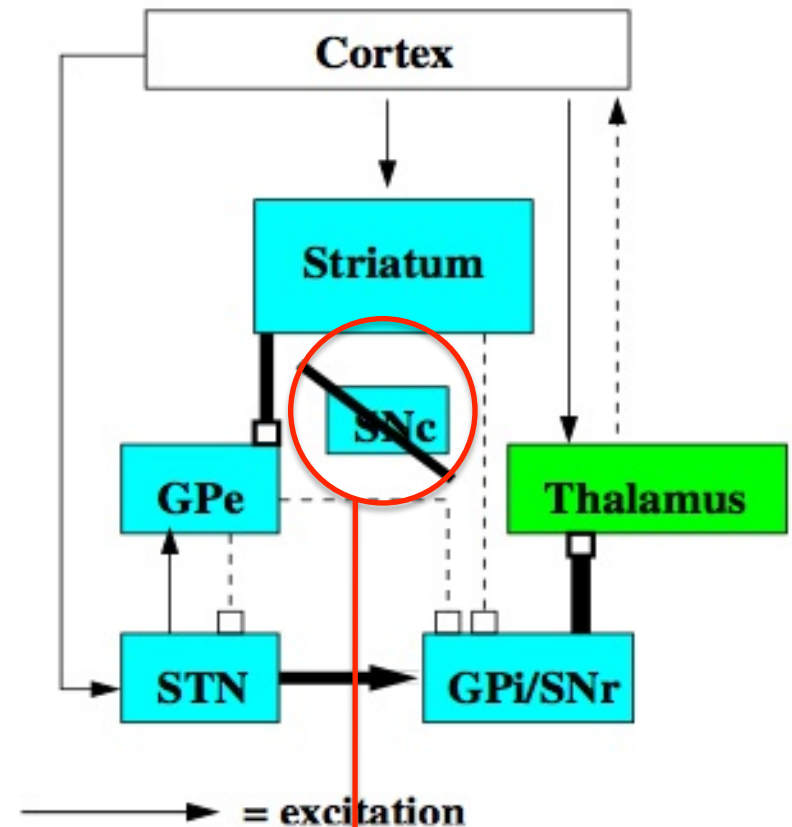 Cortex
Striatum
SNc
GPe
Thalamus
STN
GPi/SNr
= excitation